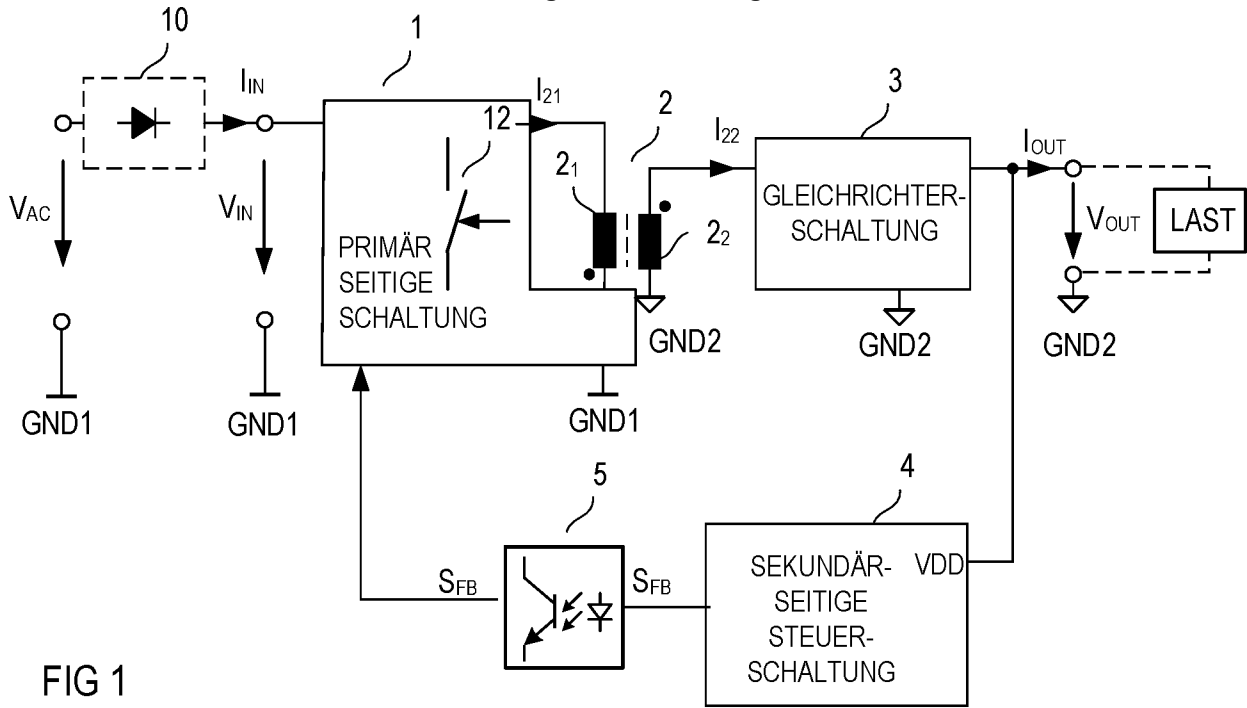 10
1
I_IN
I_21
12
2
I_22
3
I_OUT
2_1
V_AC
V_IN
PRIMÄR
SEITIGE
SCHALTUNG
2_2
GLEICHRICHTER-
SCHALTUNG
V_OUT
LAST
GND2
GND2
GND2
GND1
GND1
GND1
5
4
S_FB
S_FB
SEKUNDÄR-
SEITIGE
STEUER-
SCHALTUNG
VDD
FIG 1